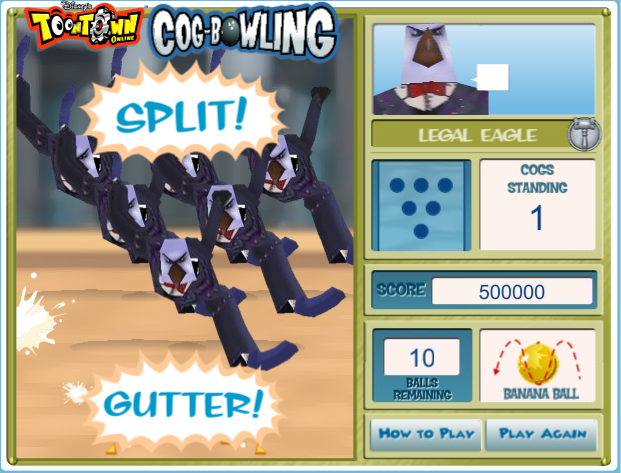 Disney's
TOONTOWN
ONLINE
COG-BOWLING
SPLIT!
GUTTER!
LEGAL EAGLE
COGS
STANDING
1
SCORE 500000
10
BALLS
REMAINING
BANANA BALL
HOW TO PLAY
PLAY AGAIN